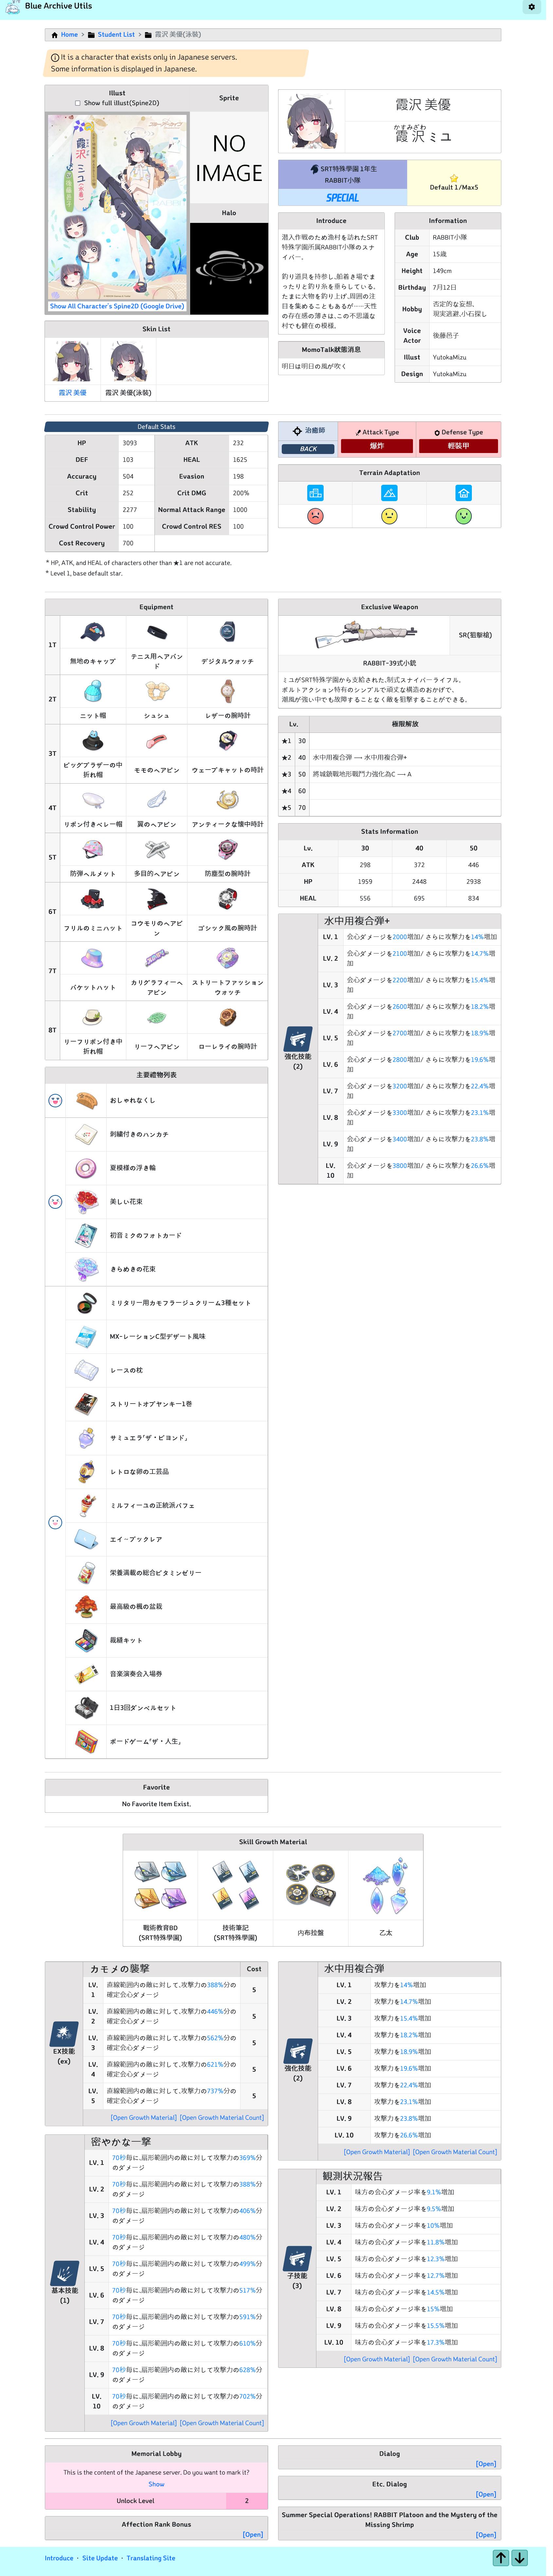 Blue Archive Utils
Home > Student List > 霞沢 美優(泳裝)
It is a character that exists only in Japanese servers.
Some information is displayed in Japanese.
Illust
Show full illust(Spine2D)
Sprite
NO
IMAGE
Halo
Show All Character's Spine2D (Google Drive)
Skin List
霞沢 美優
霞沢 美優(泳裝)
霞沢 美優
かすみざわ
霞沢 ミユ
SRT特殊學園 1年生
RABBIT小隊
SPECIAL
Default 1/Max5
Introduce
潜入作戦のため漁村を訪れたSRT
特殊学園所属RABBIT小隊のスナ
イパー。
釣り道具を持参し、船着き場でま
ったりと釣り糸を垂らしている。
たまに大物を釣り上げ、周囲の注
目を集めることもあるが……天性
の存在感の薄さは、この不思議な
村でも健在の模様。
MomoTalk狀態消息
明日は明日の風が吹く
Information
Club RABBIT小隊
Age 15歲
Height 149cm
Birthday 7月12日
Hobby 否定的な妄想、
現実逃避、小石探し
Voice Actor 後藤邑子
Illust YutokaMizu
Design YutokaMizu
Default Stats
HP 3093 ATK 232
DEF 103 HEAL 1625
Accuracy 504 Evasion 198
Crit 252 Crit DMG 200%
Stability 2277 Normal Attack Range 1000
Crowd Control Power 100 Crowd Control RES 100
Cost Recovery 700
* HP, ATK, and HEAL of characters other than ★1 are not accurate.
* Level 1, base default star.
治癒師
BACK
Attack Type
爆炸
Defense Type
輕裝甲
Terrain Adaptation
Equipment
1T 無地のキャップ テニス用ヘアバンド デジタルウォッチ
2T ニット帽 シュシュ レザーの腕時計
3T ビッグブラザーの中折れ帽 モモのヘアピン ウェーブキャットの時計
4T リボン付きベレー帽 翼のヘアピン アンティークな懐中時計
5T 防弾ヘルメット 多目的ヘアピン 防塵型の腕時計
6T フリルのミニハット コウモリのヘアピン ゴシック風の腕時計
7T バケットハット カリグラフィーヘアピン ストリートファッションウォッチ
8T リーフリボン付き中折れ帽 リーフヘアピン ローレライの腕時計
主要禮物列表
おしゃれなくし
刺繍付きのハンカチ
夏模様の浮き輪
美しい花束
初音ミクのフォトカード
きらめきの花束
ミリタリー用カモフラージュクリーム3種セット
MX-レーションC型デザート風味
レースの枕
ストリートオブヤンキー1巻
サミュエラ「ザ・ビヨンド」
レトロな卵の工芸品
ミルフィーユの正統派パフェ
エイ-プックレア
栄養満載の総合ビタミンゼリー
最高級の楓の盆栽
裁縫キット
音楽演奏会入場券
1日3回ダンベルセット
ボードゲーム「ザ・人生」
Exclusive Weapon
SR(狙擊槍)
RABBIT-39式小銃
ミユがSRT特殊学園から支給された、制式スナイパーライフル。
ボルトアクション特有のシンプルで頑丈な構造のおかげで、
潮風が強い中でも故障することなく敵を狙撃することができる。
Lv. 極限解放
★1 30
★2 40 水中用複合弾 ⟶ 水中用複合弾+
★3 50 將城鎮戰地形戰鬥力強化為C ⟶ A
★4 60
★5 70
Stats Information
Lv. 30 40 50
ATK 298 372 446
HP 1959 2448 2938
HEAL 556 695 834
水中用複合弾+
強化技能
(2)
LV. 1 会心ダメージを2000増加/ さらに攻撃力を14%増加
LV. 2 会心ダメージを2100増加/ さらに攻撃力を14.7%増加
LV. 3 会心ダメージを2200増加/ さらに攻撃力を15.4%増加
LV. 4 会心ダメージを2600増加/ さらに攻撃力を18.2%増加
LV. 5 会心ダメージを2700増加/ さらに攻撃力を18.9%増加
LV. 6 会心ダメージを2800増加/ さらに攻撃力を19.6%増加
LV. 7 会心ダメージを3200増加/ さらに攻撃力を22.4%増加
LV. 8 会心ダメージを3300増加/ さらに攻撃力を23.1%増加
LV. 9 会心ダメージを3400増加/ さらに攻撃力を23.8%増加
LV. 10 会心ダメージを3800増加/ さらに攻撃力を26.6%増加
Favorite
No Favorite Item Exist.
Skill Growth Material
戰術教育BD
(SRT特殊學園)
技術筆記
(SRT特殊學園)
內布拉盤
乙太
カモメの襲撃 Cost
EX技能
(ex)
LV. 1 直線範囲内の敵に対して、攻撃力の388%分の確定会心ダメージ 5
LV. 2 直線範囲内の敵に対して、攻撃力の446%分の確定会心ダメージ 5
LV. 3 直線範囲内の敵に対して、攻撃力の562%分の確定会心ダメージ 5
LV. 4 直線範囲内の敵に対して、攻撃力の621%分の確定会心ダメージ 5
LV. 5 直線範囲内の敵に対して、攻撃力の737%分の確定会心ダメージ 5
[Open Growth Material] [Open Growth Material Count]
密やかな一撃
基本技能
(1)
LV. 1 70秒毎に、扇形範囲内の敵に対して攻撃力の369%分のダメージ
LV. 2 70秒毎に、扇形範囲内の敵に対して攻撃力の388%分のダメージ
LV. 3 70秒毎に、扇形範囲内の敵に対して攻撃力の406%分のダメージ
LV. 4 70秒毎に、扇形範囲内の敵に対して攻撃力の480%分のダメージ
LV. 5 70秒毎に、扇形範囲内の敵に対して攻撃力の499%分のダメージ
LV. 6 70秒毎に、扇形範囲内の敵に対して攻撃力の517%分のダメージ
LV. 7 70秒毎に、扇形範囲内の敵に対して攻撃力の591%分のダメージ
LV. 8 70秒毎に、扇形範囲内の敵に対して攻撃力の610%分のダメージ
LV. 9 70秒毎に、扇形範囲内の敵に対して攻撃力の628%分のダメージ
LV. 10 70秒毎に、扇形範囲内の敵に対して攻撃力の702%分のダメージ
[Open Growth Material] [Open Growth Material Count]
水中用複合弾
強化技能
(2)
LV. 1 攻撃力を14%増加
LV. 2 攻撃力を14.7%増加
LV. 3 攻撃力を15.4%増加
LV. 4 攻撃力を18.2%増加
LV. 5 攻撃力を18.9%増加
LV. 6 攻撃力を19.6%増加
LV. 7 攻撃力を22.4%増加
LV. 8 攻撃力を23.1%増加
LV. 9 攻撃力を23.8%増加
LV. 10 攻撃力を26.6%増加
[Open Growth Material] [Open Growth Material Count]
観測状況報告
子技能
(3)
LV. 1 味方の会心ダメージ率を9.1%増加
LV. 2 味方の会心ダメージ率を9.5%増加
LV. 3 味方の会心ダメージ率を10%増加
LV. 4 味方の会心ダメージ率を11.8%増加
LV. 5 味方の会心ダメージ率を12.3%増加
LV. 6 味方の会心ダメージ率を12.7%増加
LV. 7 味方の会心ダメージ率を14.5%増加
LV. 8 味方の会心ダメージ率を15%増加
LV. 9 味方の会心ダメージ率を15.5%増加
LV. 10 味方の会心ダメージ率を17.3%増加
[Open Growth Material] [Open Growth Material Count]
Memorial Lobby
This is the content of the Japanese server. Do you want to mark it?
Show
Unlock Level 2
Affection Rank Bonus
[Open]
Dialog
[Open]
Etc. Dialog
[Open]
Summer Special Operations! RABBIT Platoon and the Mystery of the
Missing Shrimp
[Open]
Introduce · Site Update · Translating Site